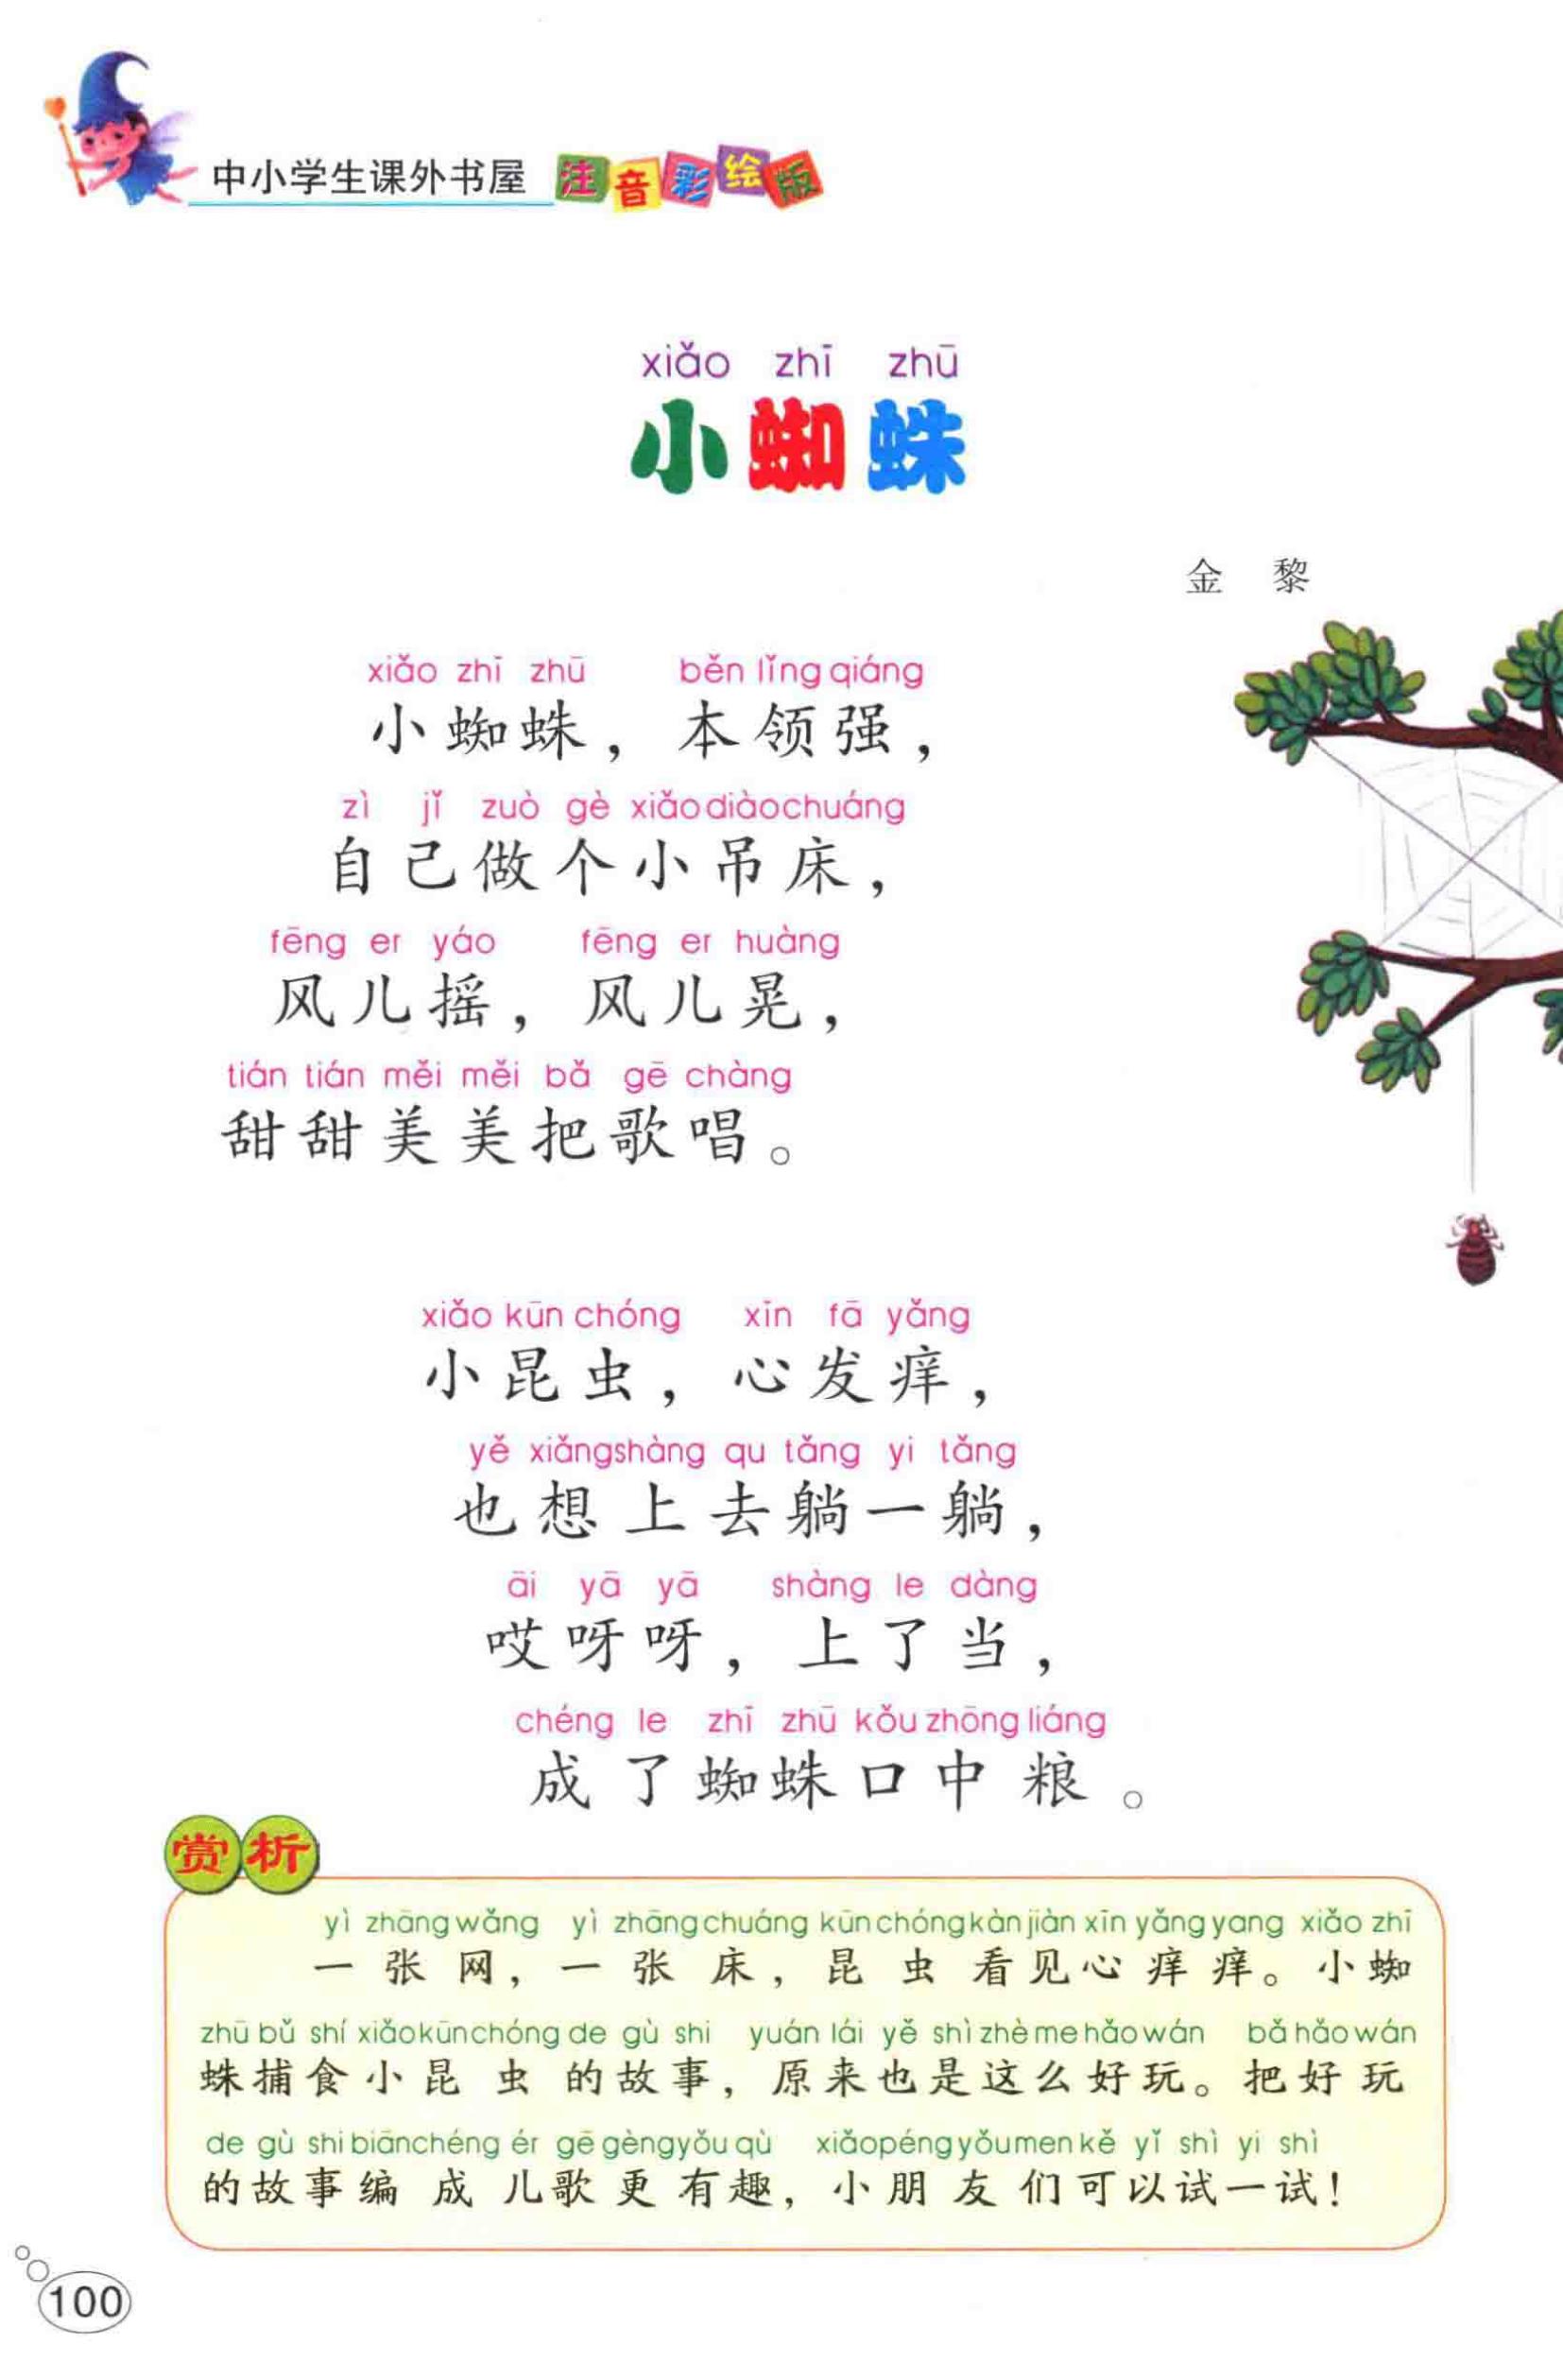 中小学生课外书屋 注音彩绘版
xiǎo zhī zhū
小蜘蛛
金 黎
xiǎo zhī zhū běn lǐng qiáng
小蜘蛛，本领强，
zì jǐ zuò gè xiǎo diào chuáng
自己做个小吊床，
fēng er yáo fēng er huàng
风儿摇，风儿晃，
tián tián měi měi bǎ gē chàng
甜甜美美把歌唱。
xiǎo kūn chóng xīn fā yǎng
小昆虫，心发痒，
yě xiǎng shàng qu tǎng yi tǎng
也想上去躺一躺，
āi yā yā shàng le dàng
哎呀呀，上了当，
chéng le zhī zhū kǒu zhōng liáng
成了蜘蛛口中粮。
赏析
yì zhāng wǎng yì zhāng chuáng kūn chóng kàn jiàn xīn yǎng yang xiǎo zhī
一张网，一张床，昆虫看见心痒痒。小蜘
zhū bǔ shí xiǎo kūn chóng de gù shi yuán lái yě shì zhè me hǎo wán bǎ hǎo wán
蛛捕食小昆虫的故事，原来也是这么好玩。把好玩
de gù shi biān chéng ér gē gèng yǒu qù xiǎo péng yǒu men kě yǐ shì yi shì
的故事编成儿歌更有趣，小朋友们可以试一试！
100